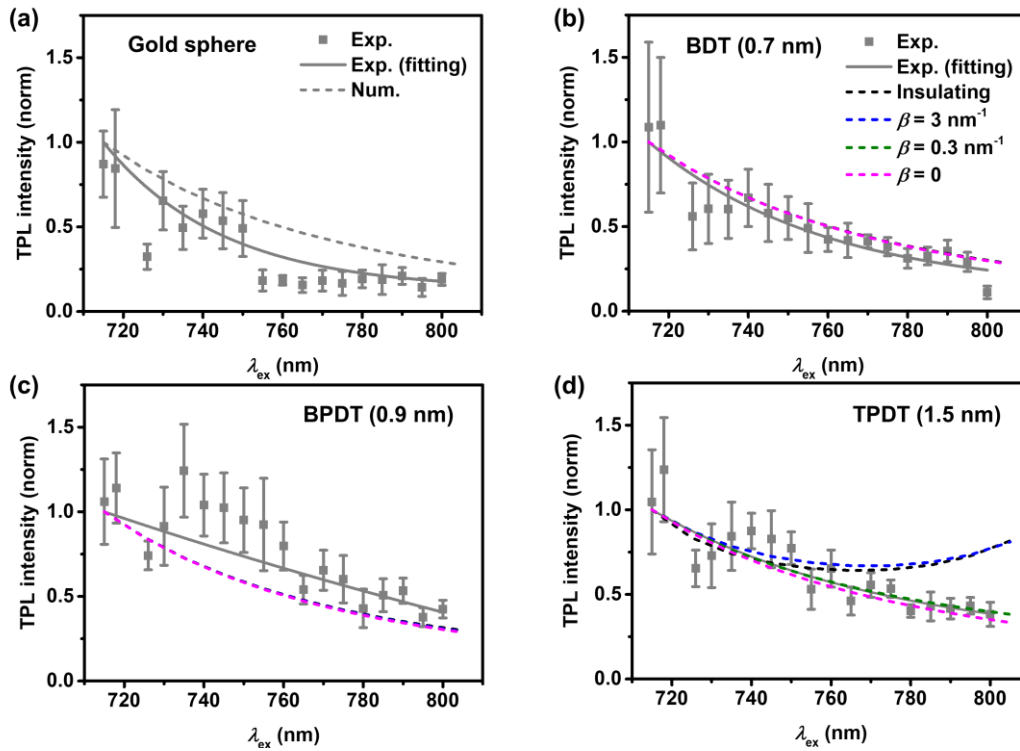 (a)
Gold sphere
Exp.
Exp. (fitting)
Num.
TPL intensity (norm)
1.5
1.0
0.5
0.0
720 740 760 780 800
λex (nm)
(b)
BDT (0.7 nm)
Exp.
Exp. (fitting)
Insulating
β = 3 nm⁻¹
β = 0.3 nm⁻¹
β = 0
TPL intensity (norm)
1.5
1.0
0.5
0.0
720 740 760 780 800
λex (nm)
(c)
BPDT (0.9 nm)
TPL intensity (norm)
1.5
1.0
0.5
0.0
720 740 760 780 800
λex (nm)
(d)
TPDT (1.5 nm)
TPL intensity (norm)
1.5
1.0
0.5
0.0
720 740 760 780 800
λex (nm)